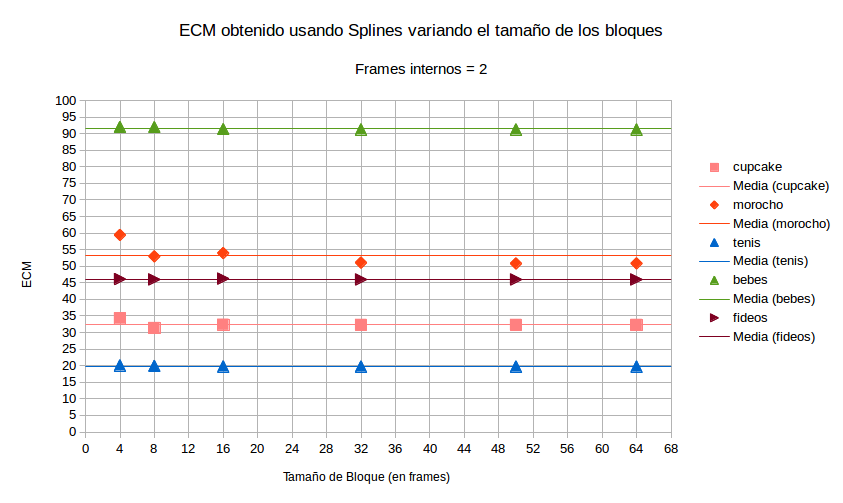 ECM obtenido usando Splines variando el tamaño de los bloques
Frames internos = 2
100
95
90
85
80
75
70
65
60
55
50
45
40
35
30
25
20
15
10
5
0
ECM
0 4 8 12 16 20 24 28 32 36 40 44 48 52 56 60 64 68
Tamaño de Bloque (en frames)
cupcake
Media (cupcake)
morocho
Media (morocho)
tenis
Media (tenis)
bebes
Media (bebes)
fideos
Media (fideos)